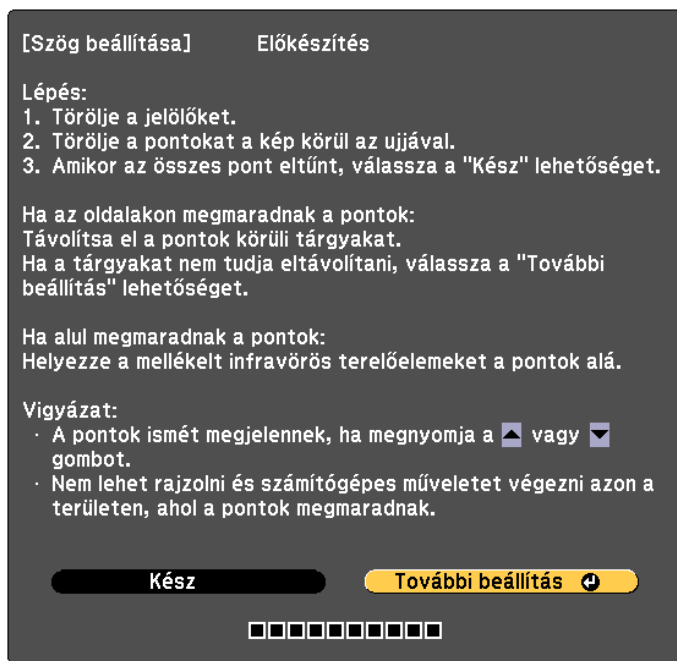 [Szög beállítása] Előkészítés
Lépés:
1. Törölje a jelölőket.
2. Törölje a pontokat a kép körül az ujjával.
3. Amikor az összes pont eltűnt, válassza a "Kész" lehetőséget.
Ha az oldalakon megmaradnak a pontok:
Távolítsa el a pontok körüli tárgyakat.
Ha a tárgyakat nem tudja eltávolítani, válassza a "További
beállítás" lehetőséget.
Ha alul megmaradnak a pontok:
Helyezze a mellékelt infravörös terelőelemeket a pontok alá.
Vigyázat:
· A pontok ismét megjelennek, ha megnyomja a ▲ vagy ▼
gombot.
· Nem lehet rajzolni és számítógépes műveletet végezni azon a
területen, ahol a pontok megmaradnak.
Kész További beállítás